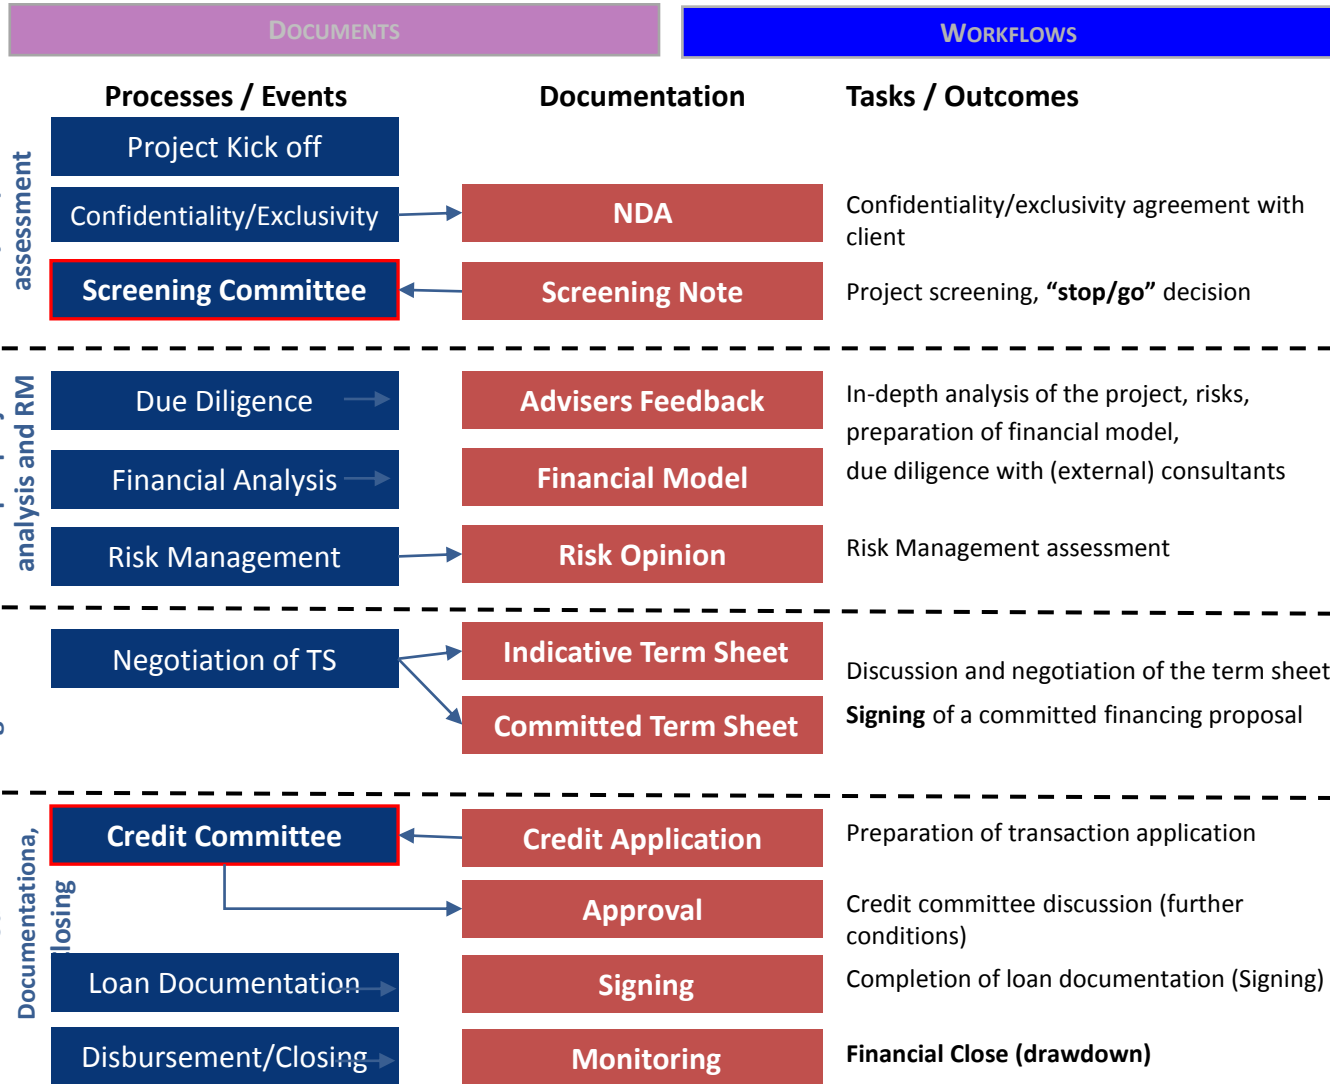 DOCUMENTS
WORKFLOWS
Processes / Events
Documentation
Tasks / Outcomes
assessment
Project Kick off
Confidentiality/Exclusivity
NDA
Confidentiality/exclusivity agreement with
client
Screening Committee
Screening Note
Project screening, “stop/go” decision
analysis and RM
Due Diligence
Advisers Feedback
In-depth analysis of the project, risks,
preparation of financial model,
due diligence with (external) consultants
Financial Analysis
Financial Model
Risk Management
Risk Opinion
Risk Management assessment
Negotiation of TS
Indicative Term Sheet
Committed Term Sheet
Discussion and negotiation of the term sheet
Signing of a committed financing proposal
Documentationa,
closing
Credit Committee
Credit Application
Preparation of transaction application
Approval
Credit committee discussion (further
conditions)
Loan Documentation
Signing
Completion of loan documentation (Signing)
Disbursement/Closing
Monitoring
Financial Close (drawdown)